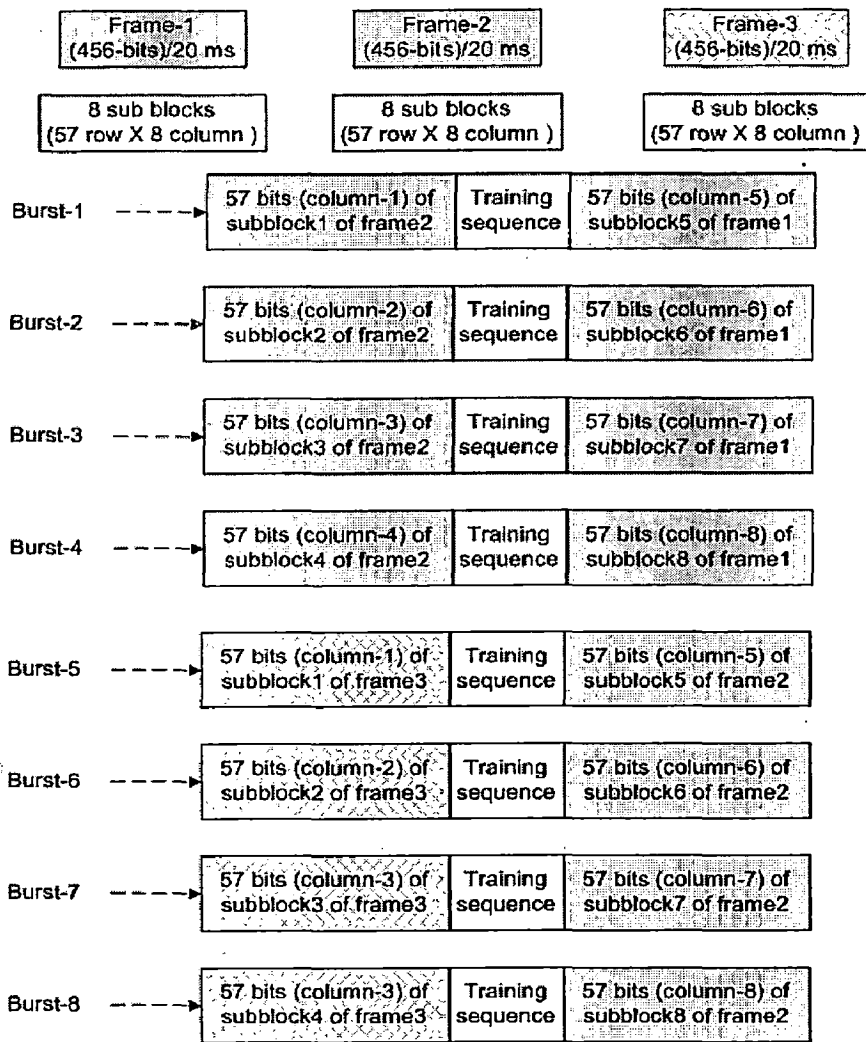 Frame-1
(456-bits)/20 ms
Frame-2
(456-bits)/20 ms
Frame-3
(456-bits)/20 ms
8 sub blocks
(57 row X 8 column )
8 sub blocks
(57 row X 8 column )
8 sub blocks
(57 row X 8 column )
Burst-1
57 bits (column-1) of
subblock1 of frame2
Training
sequence
57 bits (column-5) of
subblock5 of frame1
Burst-2
57 bits (column-2) of
subblock2 of frame2
Training
sequence
57 bits (column-6) of
subblock6 of frame1
Burst-3
57 bits (column-3) of
subblock3 of frame2
Training
sequence
57 bits (column-7) of
subblock7 of frame1
Burst-4
57 bits (column-4) of
subblock4 of frame2
Training
sequence
57 bits (column-8) of
subblock8 of frame1
Burst-5
57 bits (column-1) of
subblock1 of frame3
Training
sequence
57 bits (column-5) of
subblock5 of frame2
Burst-6
57 bits (column-2) of
subblock2 of frame3
Training
sequence
57 bits (column-6) of
subblock6 of frame2
Burst-7
57 bits (column-3) of
subblock3 of frame3
Training
sequence
57 bits (column-7) of
subblock7 of frame2
Burst-8
57 bits (column-3) of
subblock4 of frame3
Training
sequence
57 bits (column-8) of
subblock8 of frame2